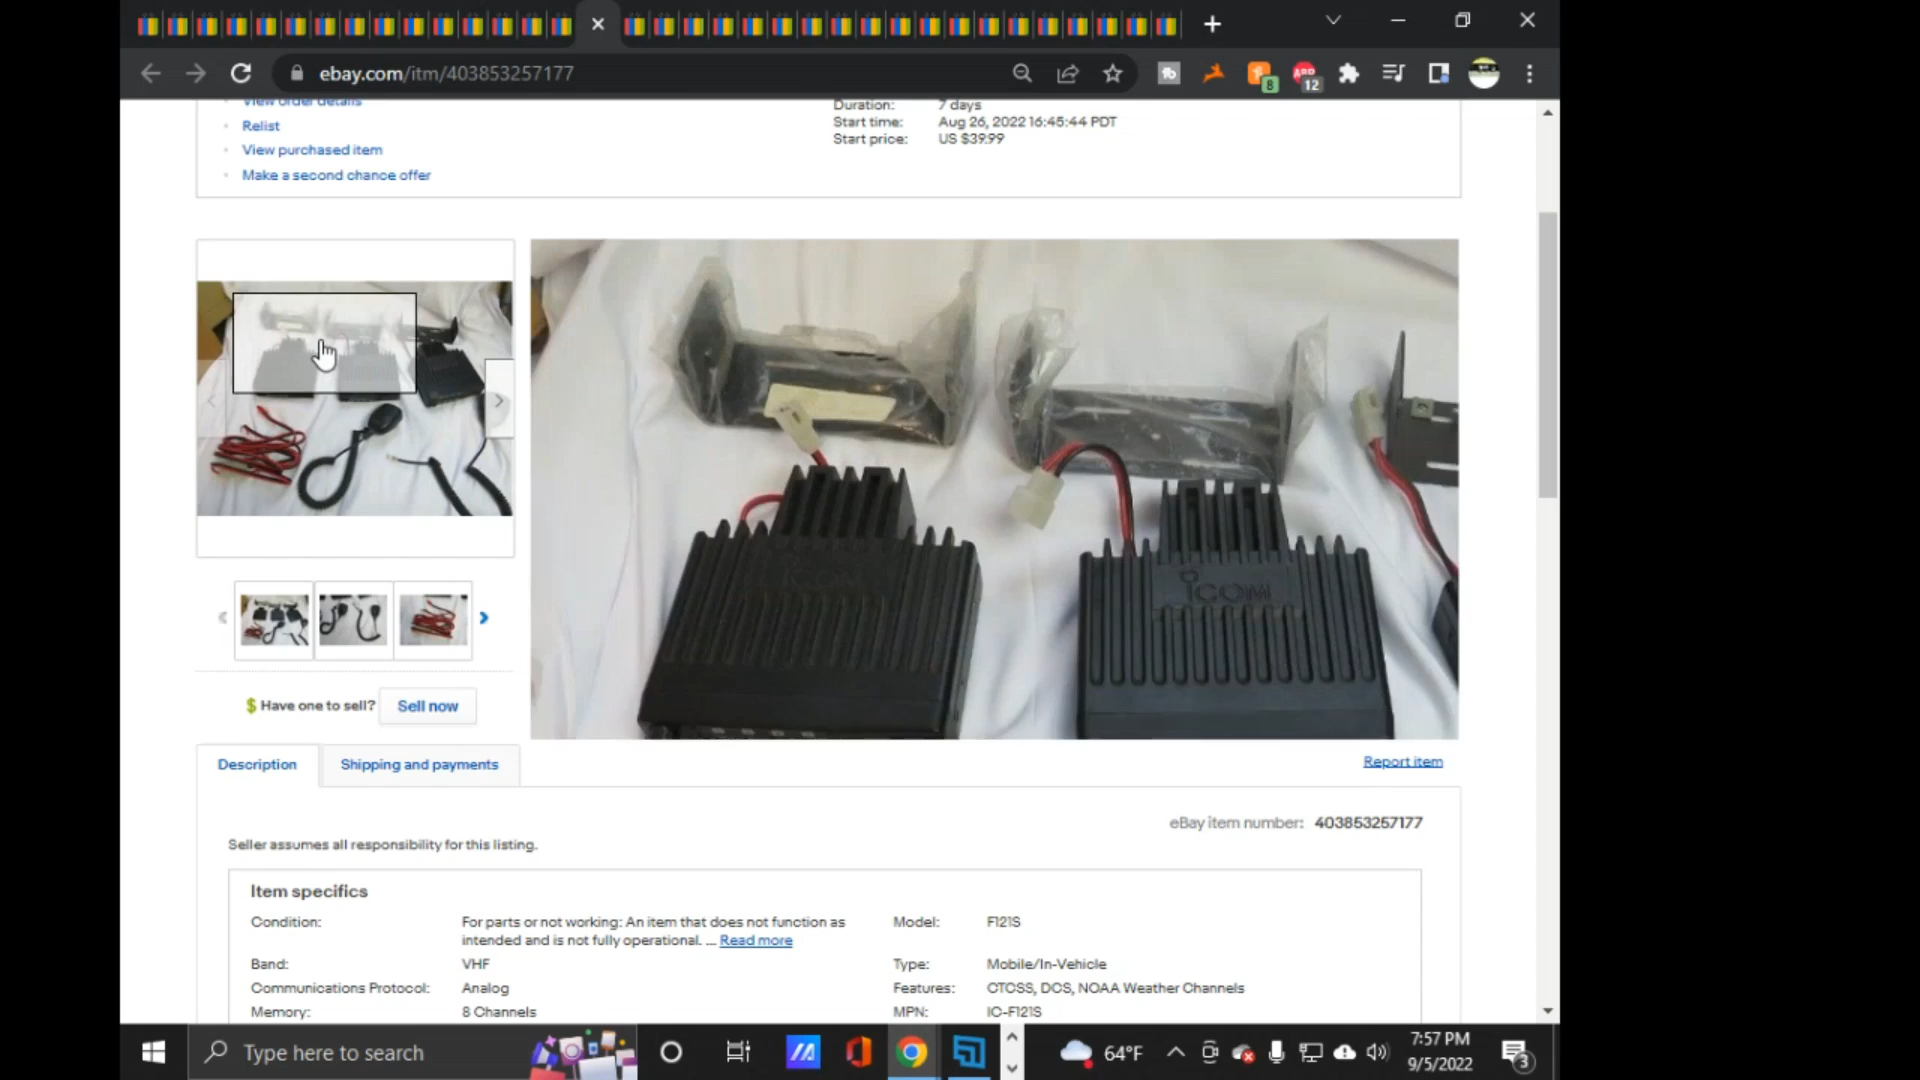 ebay.com/itm/403853257177
8
ABP
12
View order details
Relist
View purchased item
Make a second chance offer
Duration: 7 days
Start time: Aug 26, 2022 16:45:44 PDT
Start price: US $39.99
ICOM
ICOM
$ Have one to sell? Sell now
Description
Shipping and payments
Report item
eBay item number: 403853257177
Seller assumes all responsibility for this listing.
Item specifics
Condition: For parts or not working: An item that does not function as intended and is not fully operational. ... Read more
Model: F121S
Band: VHF
Type: Mobile/In-Vehicle
Communications Protocol: Analog
Features: CTCSS, DCS, NOAA Weather Channels
Memory: 8 Channels
MPN: IC-F121S
Type here to search
64°F
7:57 PM
9/5/2022
3